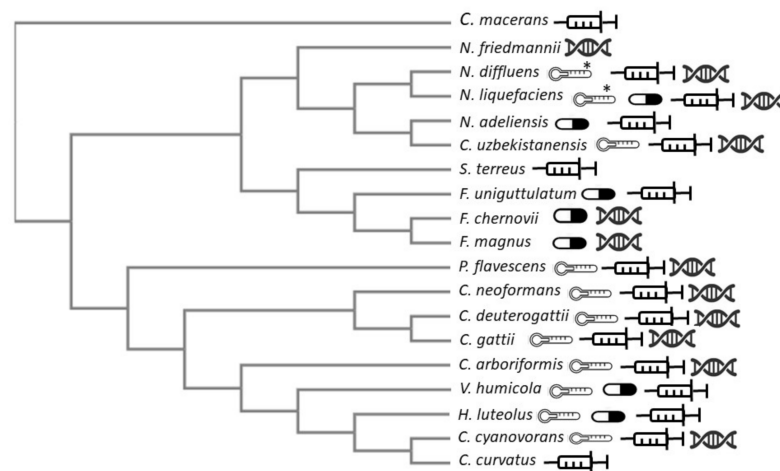 C. macerans
N. friedmannii
N. diffluens *
N. liquefaciens *
N. adeliensis
C. uzbekistanensis
S. terreus
F. uniguttulatum
F. chernovii
F. magnus
P. flavescens
C. neoformans
C. deuterogattii
C. gattii
C. arboriformis
V. humicola
H. luteolus
C. cyanovorans
C. curvatus